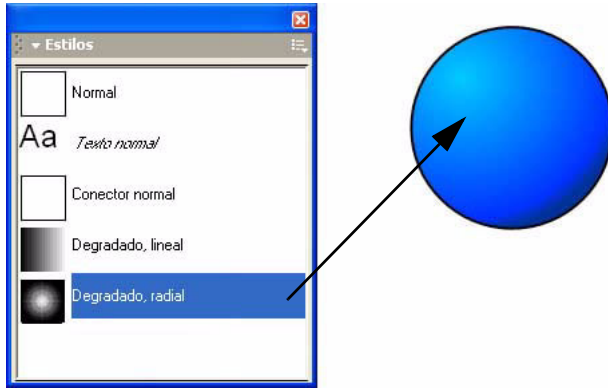 Estilos
Normal
Aa Texto normal
Conector normal
Degradado, lineal
Degradado, radial